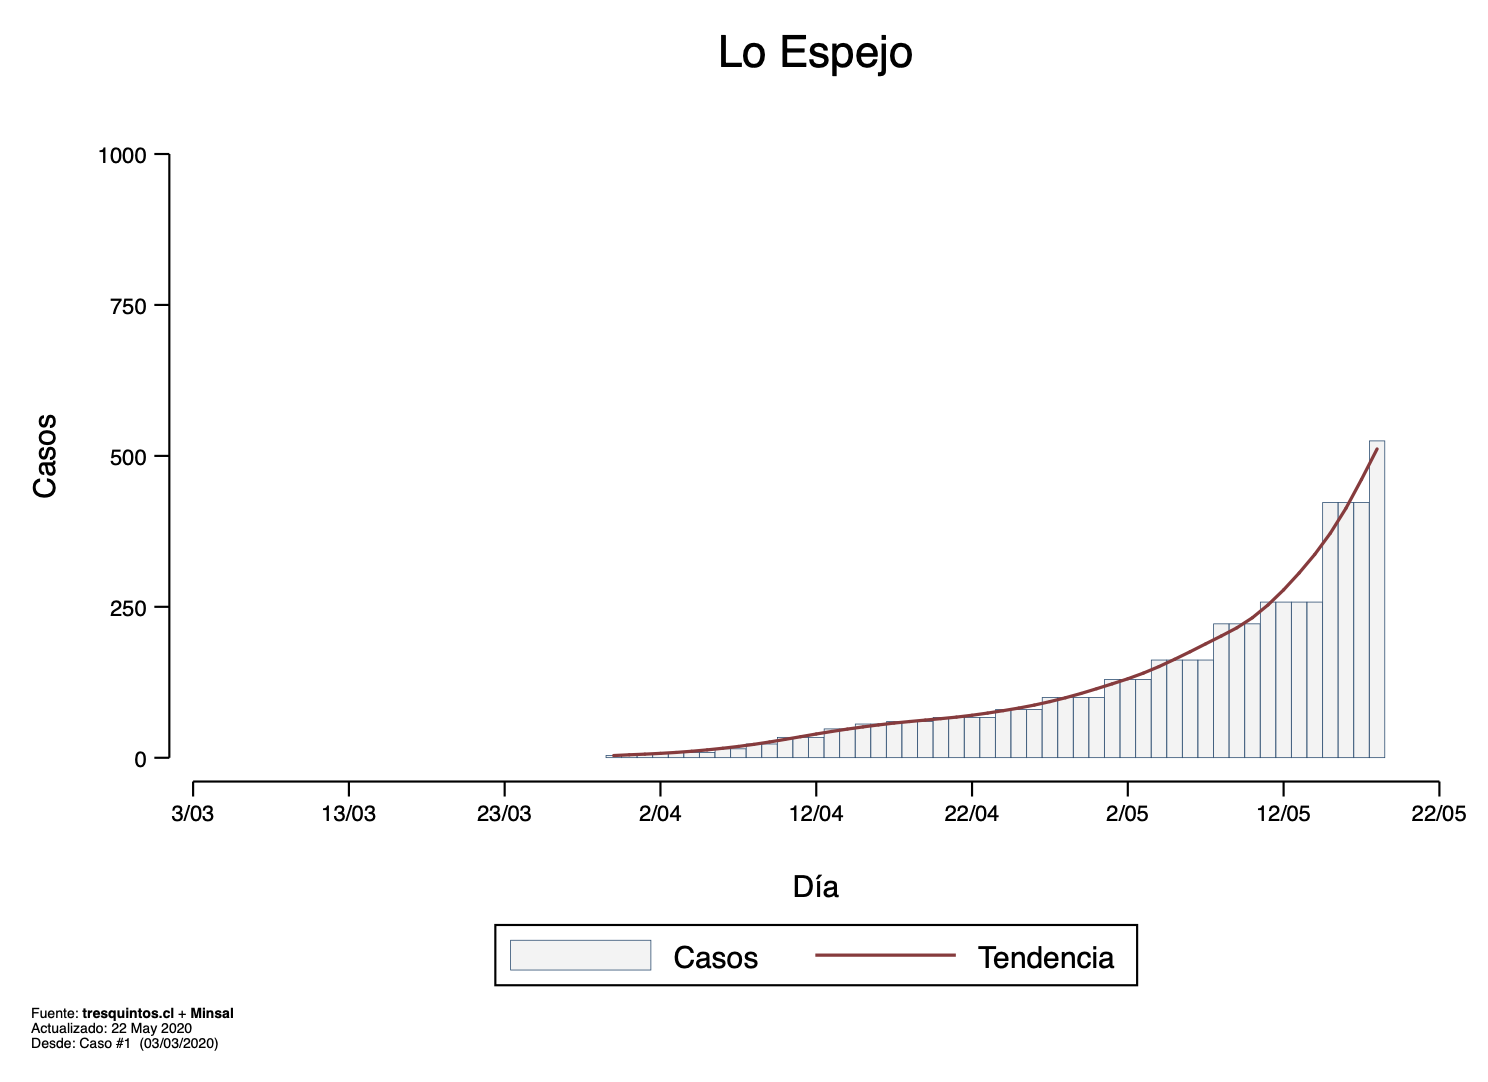 Lo Espejo
1000
750
500
250
0
Casos
3/03 13/03 23/03 2/04 12/04 22/04 2/05 12/05 22/05
Día
Casos Tendencia
Fuente: tresquintos.cl + Minsal
Actualizado: 22 May 2020
Desde: Caso #1 (03/03/2020)